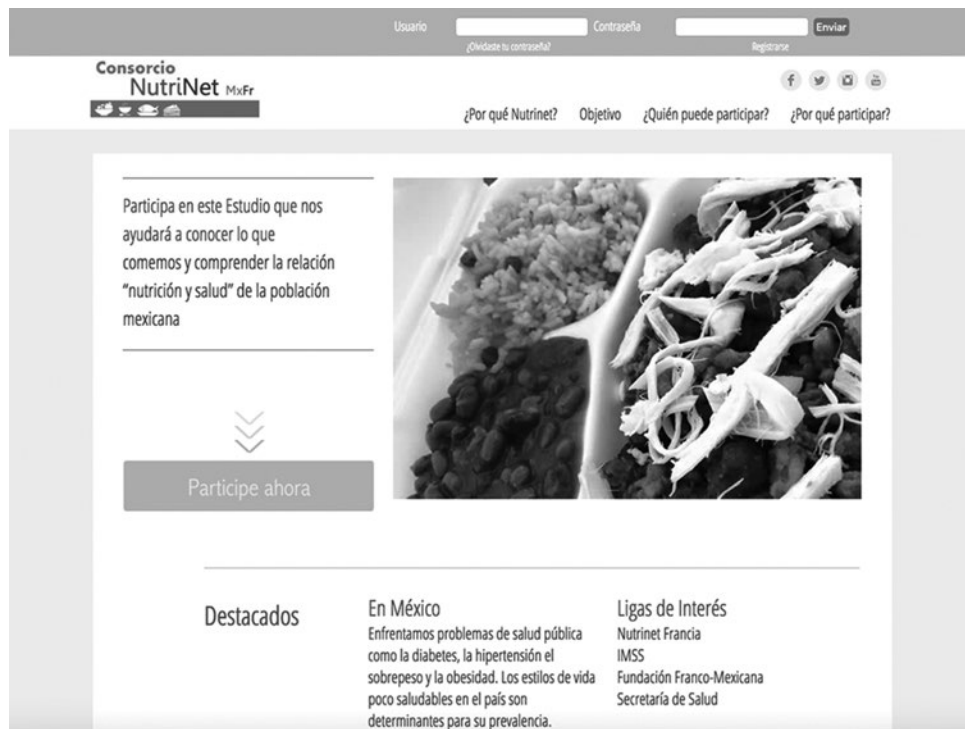 Usuario
Contraseña
Enviar
¿Olvidaste tu contraseña?
Registrarse
Consorcio
NutriNet MxFr
¿Por qué Nutrinet?
Objetivo
¿Quién puede participar?
¿Por qué participar?
Participa en este Estudio que nos
ayudará a conocer lo que
comemos y comprender la relación
“nutrición y salud” de la población
mexicana
Participe ahora
Destacados
En México
Enfrentamos problemas de salud pública
como la diabetes, la hipertensión el
sobrepeso y la obesidad. Los estilos de vida
poco saludables en el país son
determinantes para su prevalencia.
Ligas de Interés
Nutrinet Francia
IMSS
Fundación Franco-Mexicana
Secretaría de Salud